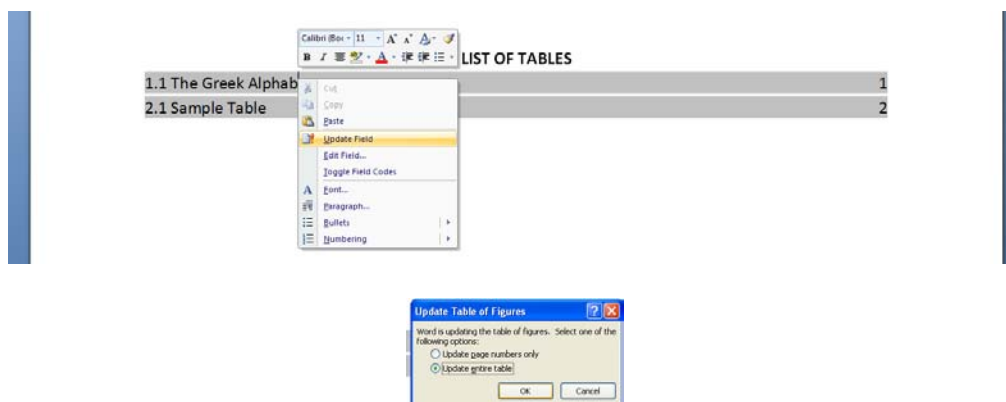 Calibri (Bo 11 A A A
B I A LIST OF TABLES
1.1 The Greek Alphab 1
2.1 Sample Table 2
Cut
Copy
Paste
Update Field
Edit Field...
Toggle Field Codes
A Font...
Paragraph...
Bullets
Numbering
Update Table of Figures
Word is updating the table of figures. Select one of the
following options:
Update page numbers only
Update entire table
OK Cancel